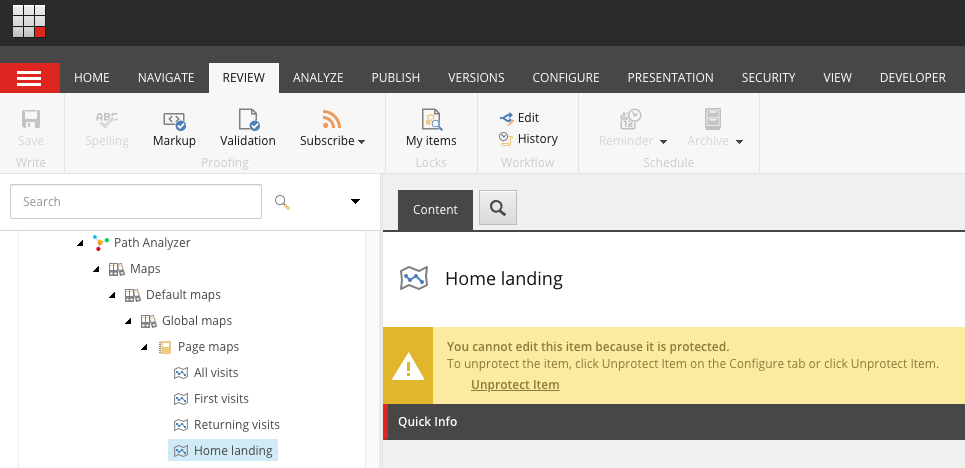 HOME NAVIGATE REVIEW ANALYZE PUBLISH VERSIONS CONFIGURE PRESENTATION SECURITY VIEW DEVELOPER
Save
Write
ABC
Spelling
Markup
Validation
Subscribe
Proofing
My items
Locks
Edit
History
Workflow
Reminder
Archive
Schedule
Search
Path Analyzer
Maps
Default maps
Global maps
Page maps
All visits
First visits
Returning visits
Home landing
Content
Home landing
You cannot edit this item because it is protected.
To unprotect the item, click Unprotect Item on the Configure tab or click Unprotect Item.
Unprotect Item
Quick Info